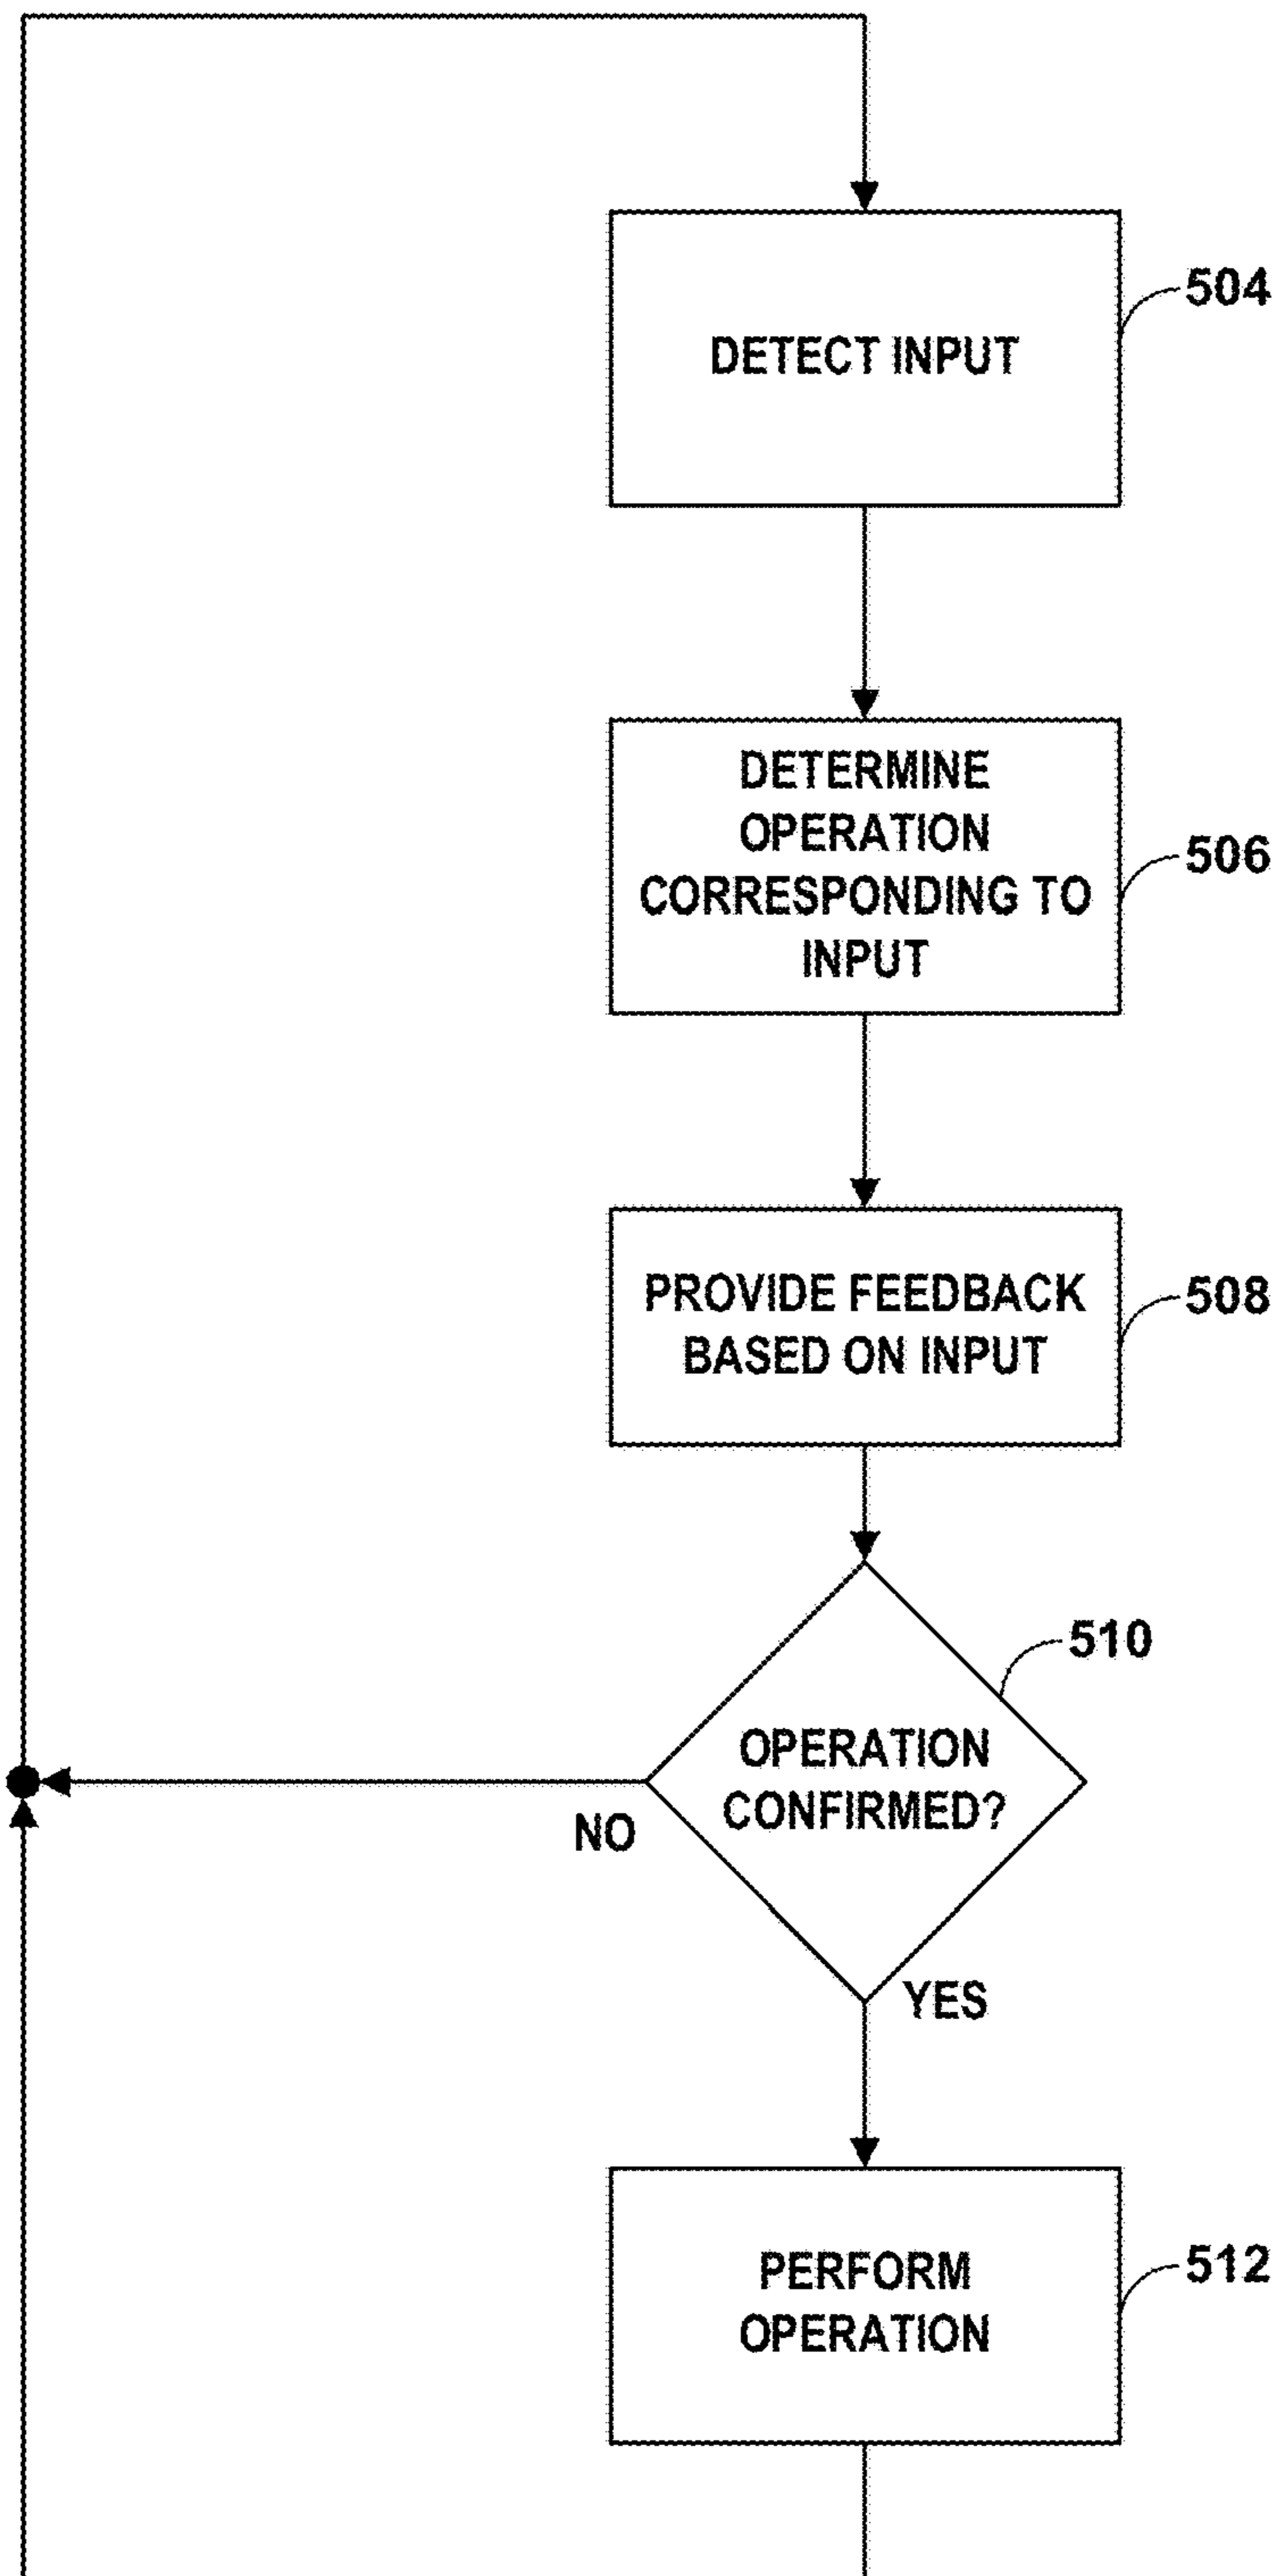 504
DETECT INPUT
DETERMINE
OPERATION
CORRESPONDING TO
INPUT
506
PROVIDE FEEDBACK
BASED ON INPUT
508
510
OPERATION
CONFIRMED?
NO
YES
PERFORM
OPERATION
512